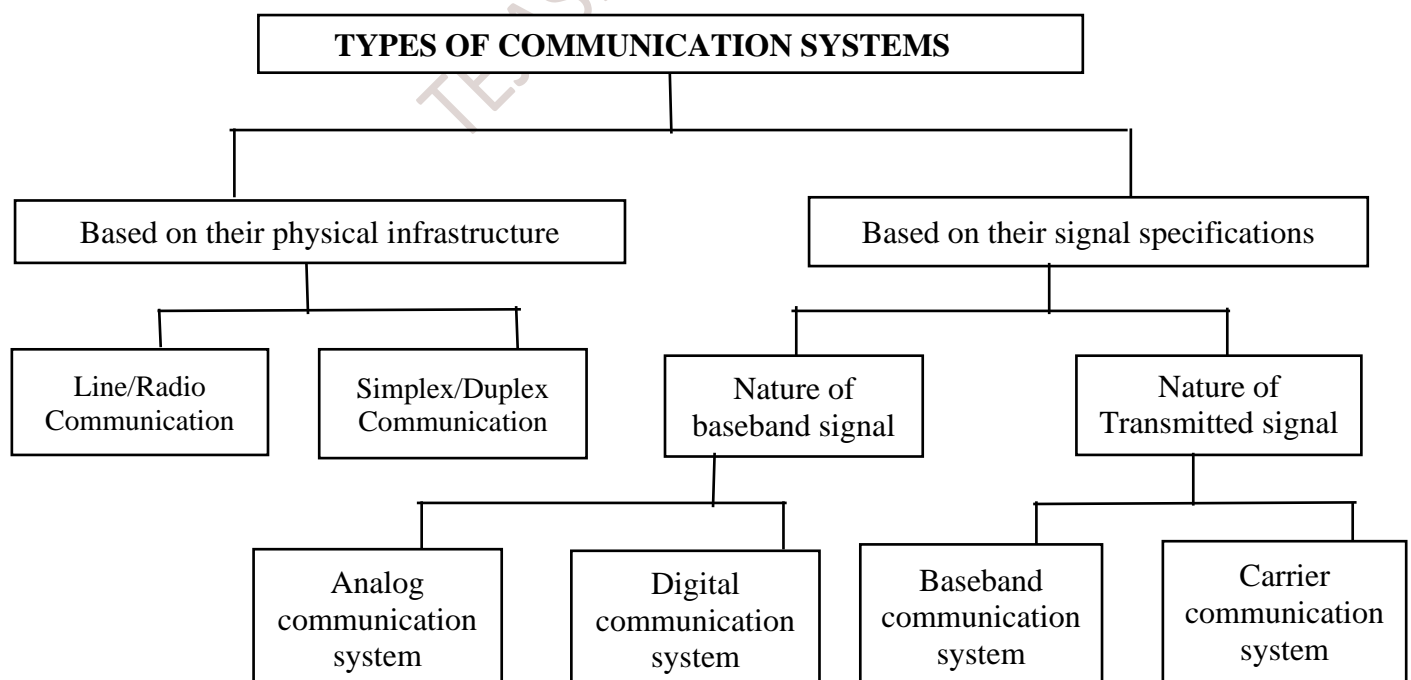 TYPES OF COMMUNICATION SYSTEMS
Based on their physical infrastructure
Based on their signal specifications
Line/Radio
Communication
Simplex/Duplex
Communication
Nature of
baseband signal
Nature of
Transmitted signal
Analog
communication
system
Digital
communication
system
Baseband
communication
system
Carrier
communication
system